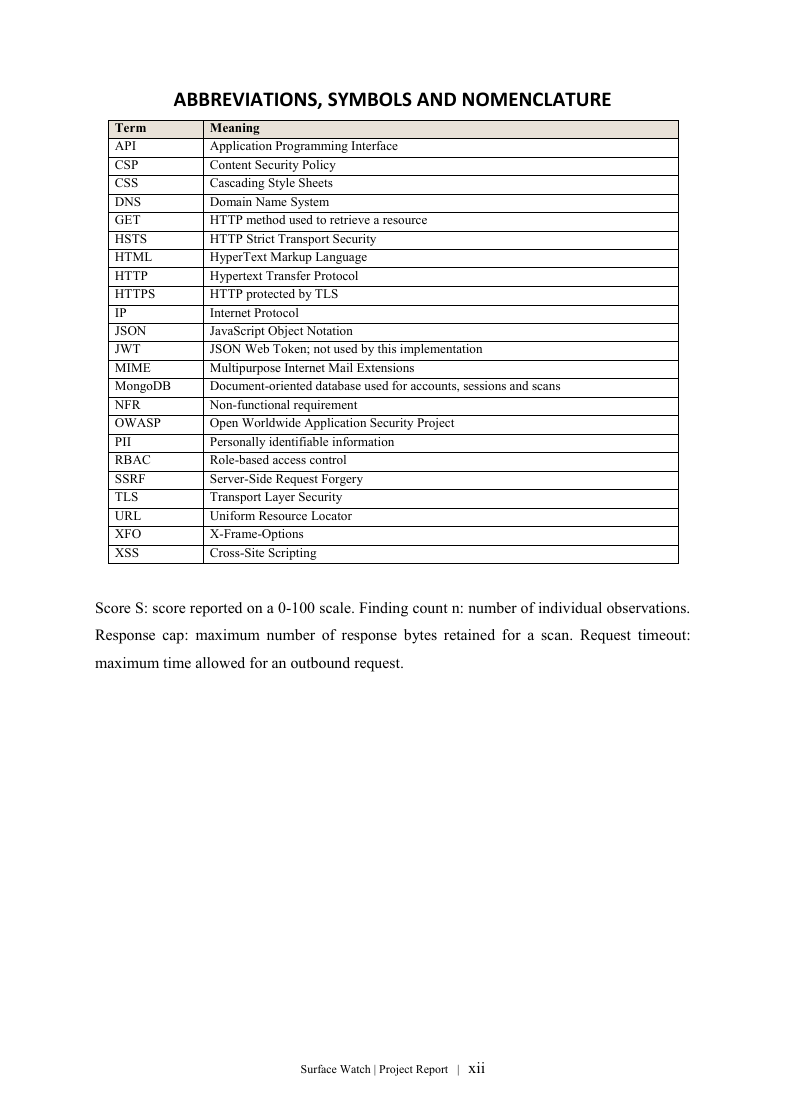 ABBREVIATIONS, SYMBOLS AND NOMENCLATURE
Term Meaning
API Application Programming Interface
CSP Content Security Policy
CSS Cascading Style Sheets
DNS Domain Name System
GET HTTP method used to retrieve a resource
HSTS HTTP Strict Transport Security
HTML HyperText Markup Language
HTTP Hypertext Transfer Protocol
HTTPS HTTP protected by TLS
IP Internet Protocol
JSON JavaScript Object Notation
JWT JSON Web Token; not used by this implementation
MIME Multipurpose Internet Mail Extensions
MongoDB Document-oriented database used for accounts, sessions and scans
NFR Non-functional requirement
OWASP Open Worldwide Application Security Project
PII Personally identifiable information
RBAC Role-based access control
SSRF Server-Side Request Forgery
TLS Transport Layer Security
URL Uniform Resource Locator
XFO X-Frame-Options
XSS Cross-Site Scripting
Score S: score reported on a 0-100 scale. Finding count n: number of individual observations.
Response cap: maximum number of response bytes retained for a scan. Request timeout:
maximum time allowed for an outbound request.
Surface Watch | Project Report | xii